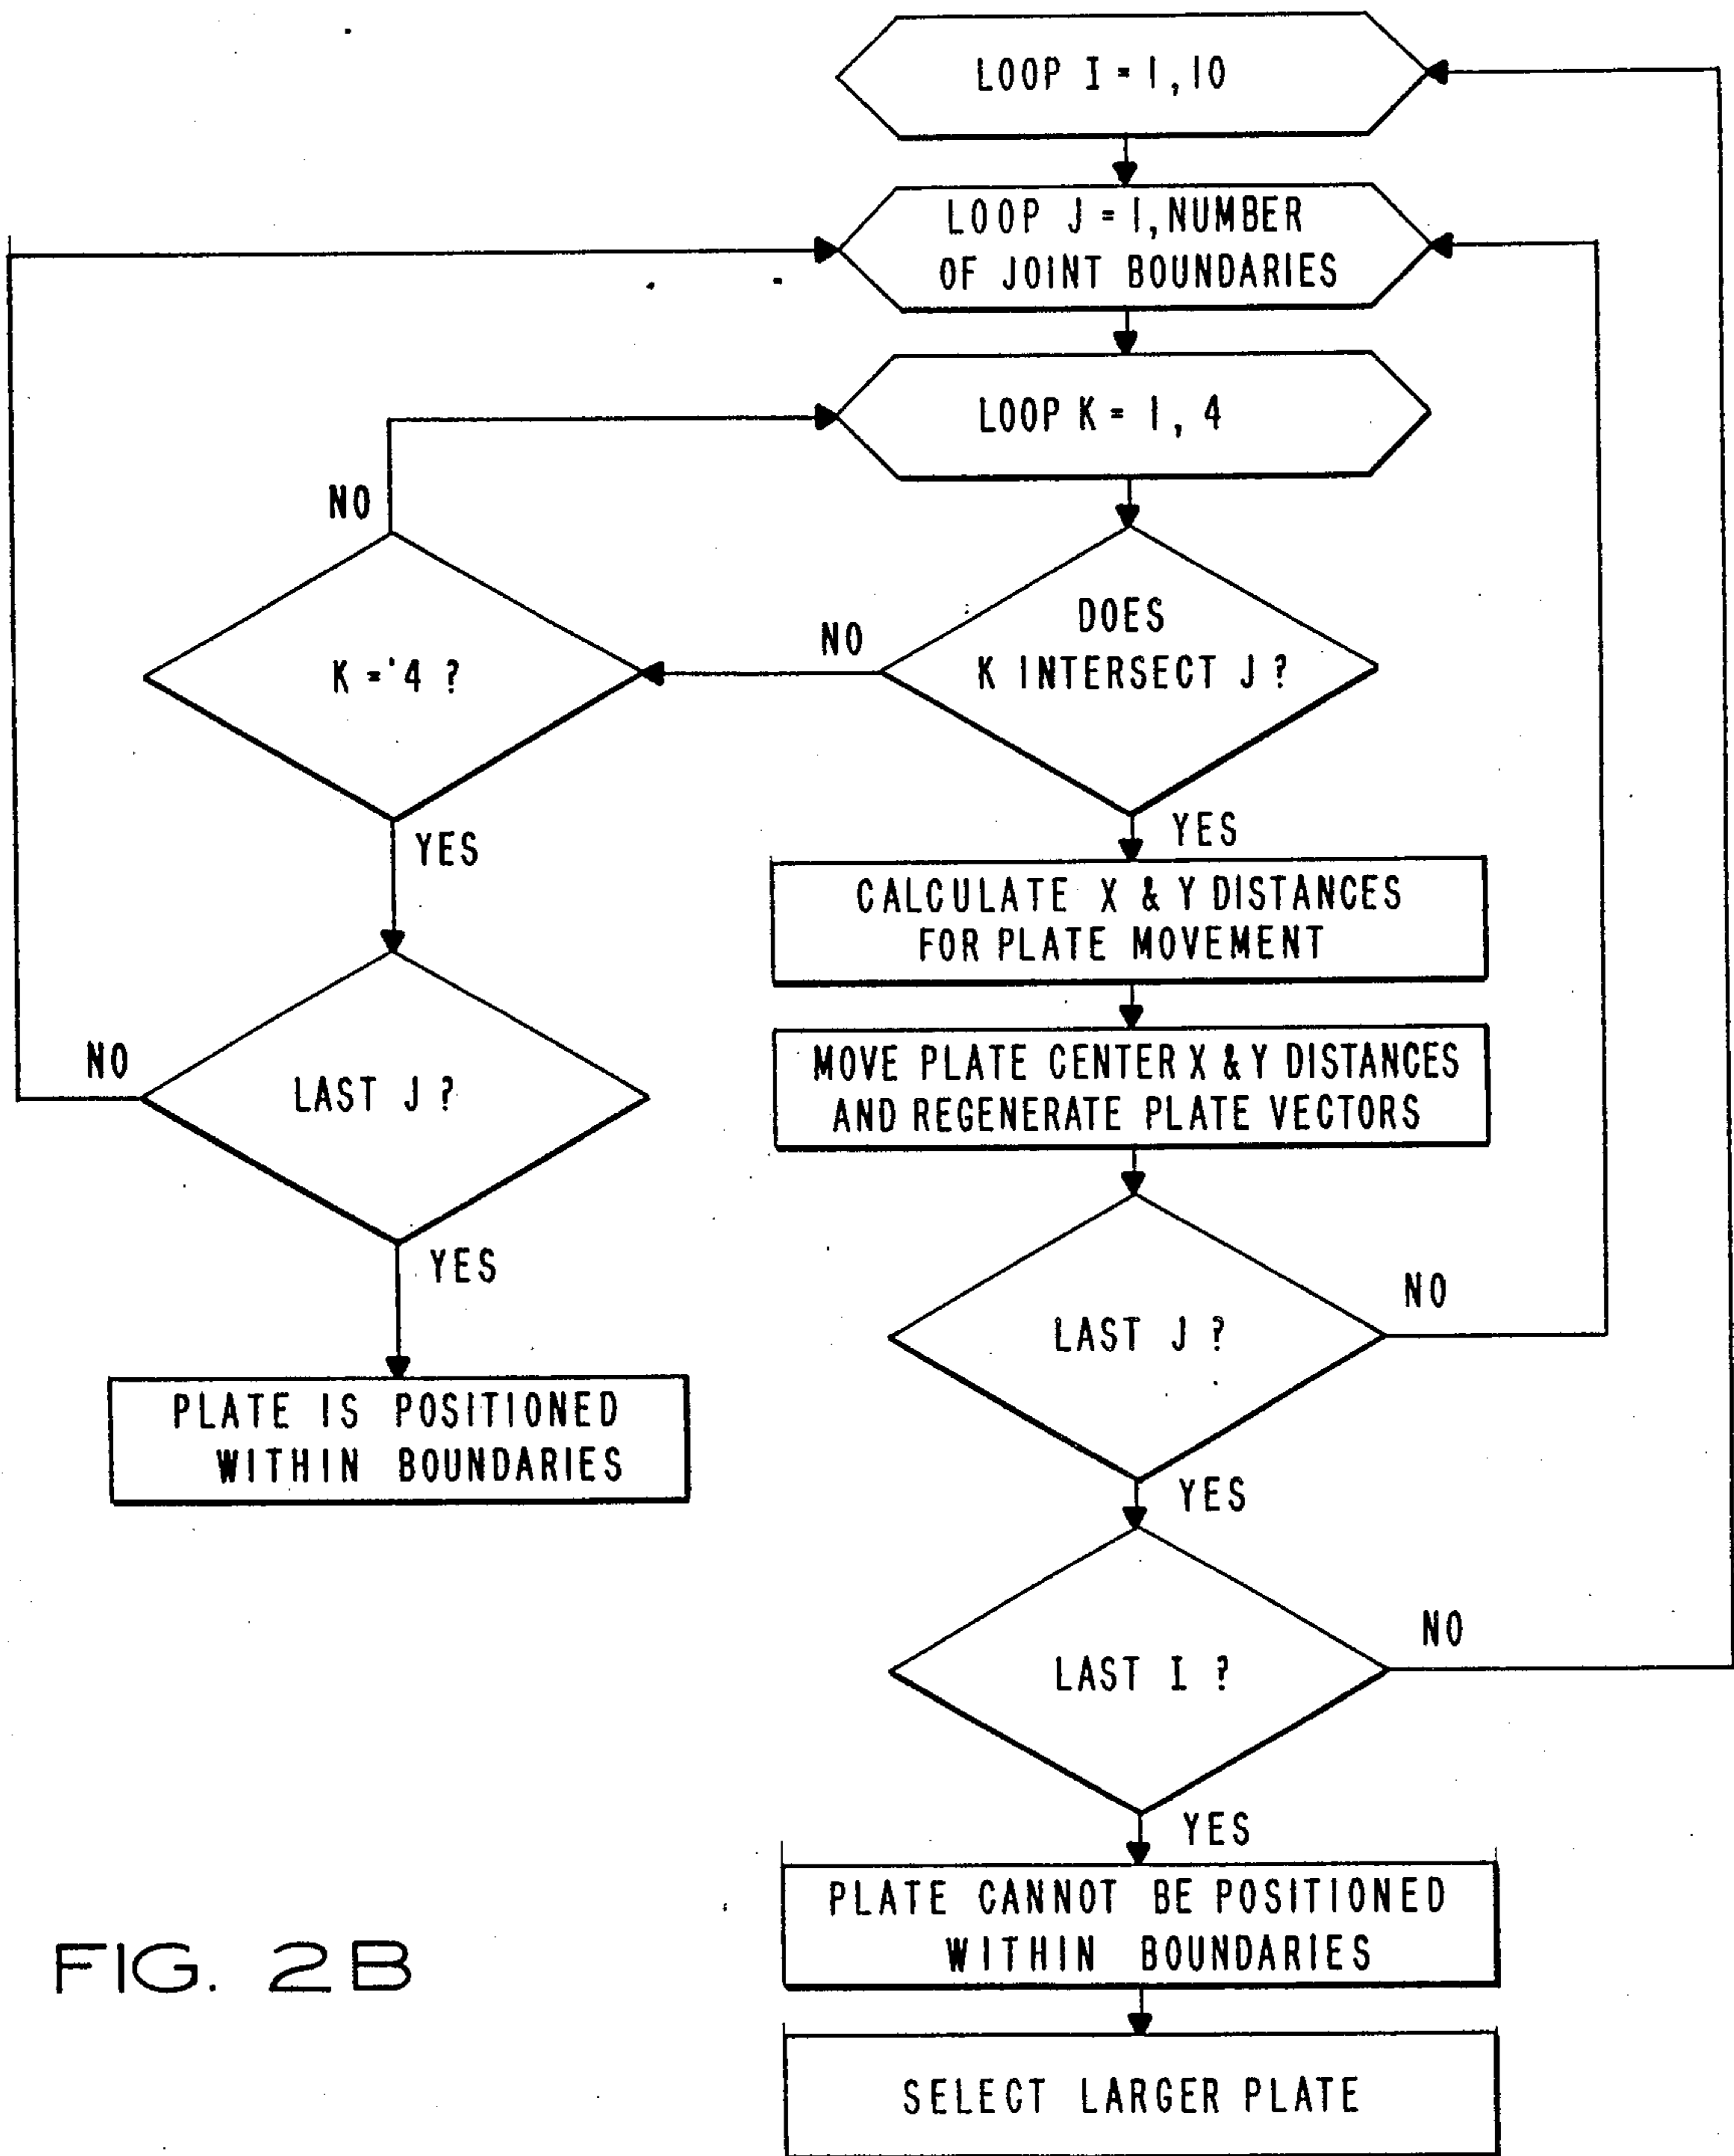 LOOP I = 1, 10
LOOP J = 1, NUMBER
OF JOINT BOUNDARIES
LOOP K = 1, 4
NO
DOES
K INTERSECT J ?
NO
K = '4 ?
YES
YES
CALCULATE X & Y DISTANCES
FOR PLATE MOVEMENT
MOVE PLATE CENTER X & Y DISTANCES
AND REGENERATE PLATE VECTORS
NO
LAST J ?
YES
LAST J ?
NO
PLATE IS POSITIONED
WITHIN BOUNDARIES
YES
LAST I ?
NO
YES
PLATE CANNOT BE POSITIONED
WITHIN BOUNDARIES
SELECT LARGER PLATE
FIG. 2B